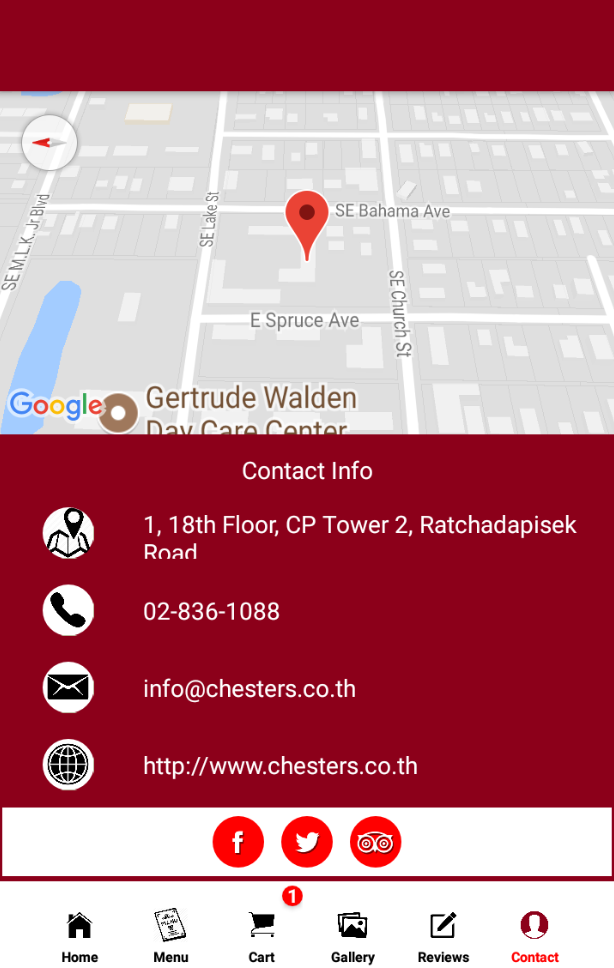 SE Bahama Ave
SE Lake St
SE M.L.K. Jr Blvd
SE Church St
E Spruce Ave
Google
Gertrude Walden
Day Care Center
Contact Info
1, 18th Floor, CP Tower 2, Ratchadapisek
Road
02-836-1088
info@chesters.co.th
http://www.chesters.co.th
f
1
MENU
Home
Menu
Cart
Gallery
Reviews
Contact